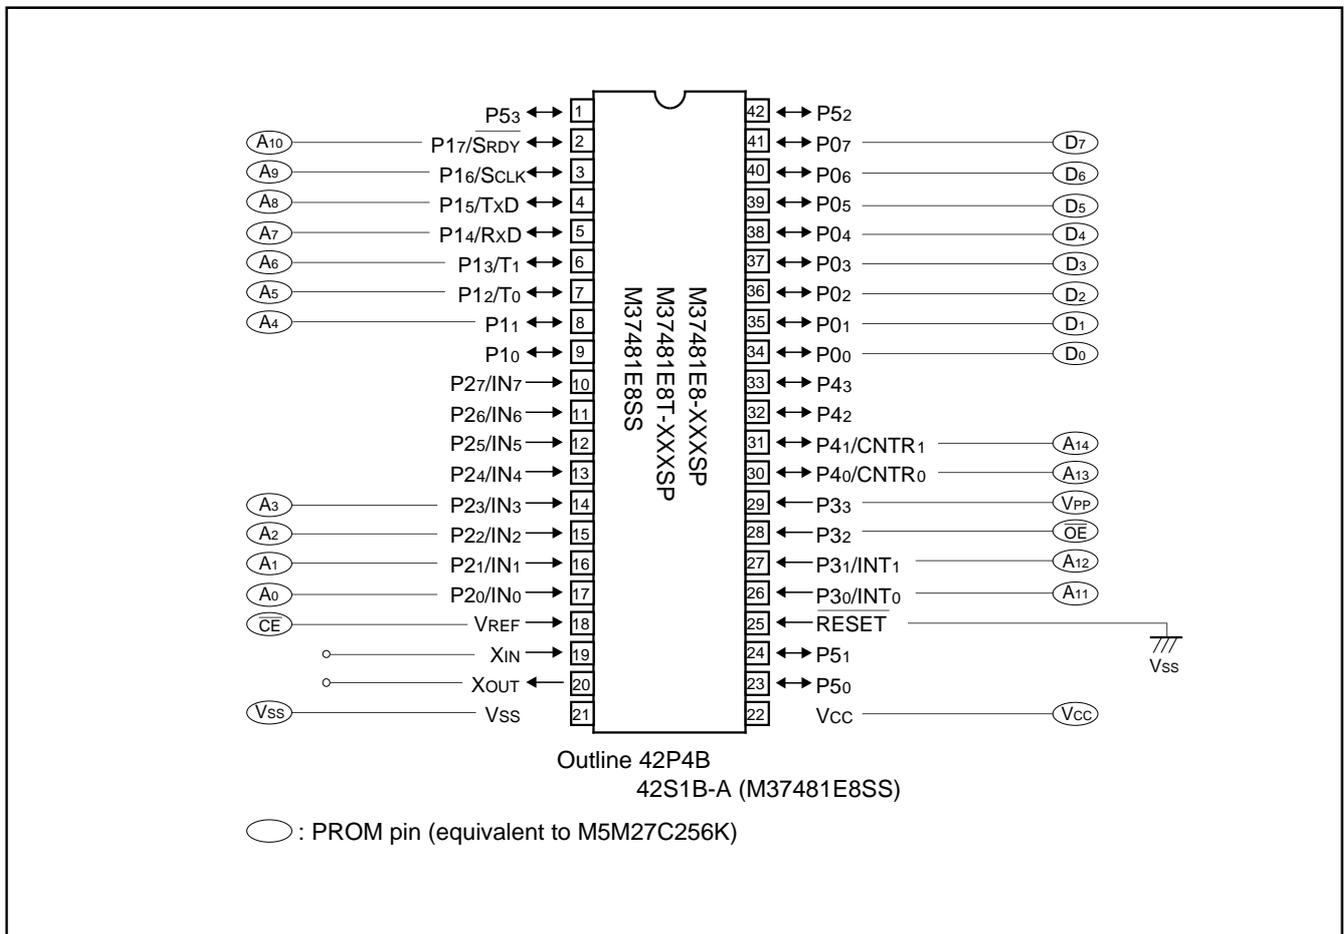 P53 1 42 P52
A10 P17/SRDY 2 41 P07 D7
A9 P16/SCLK 3 40 P06 D6
A8 P15/TXD 4 39 P05 D5
A7 P14/RXD 5 38 P04 D4
A6 P13/T1 6 37 P03 D3
A5 P12/T0 7 36 P02 D2
A4 P11 8 35 P01 D1
P10 9 34 P00 D0
P27/IN7 10 33 P43
P26/IN6 11 32 P42
P25/IN5 12 31 P41/CNTR1 A14
P24/IN4 13 30 P40/CNTR0 A13
A3 P23/IN3 14 29 P33 VPP
A2 P22/IN2 15 28 P32 OE
A1 P21/IN1 16 27 P31/INT1 A12
A0 P20/IN0 17 26 P30/INT0 A11
CE VREF 18 25 RESET
XIN 19 24 P51 VSS
XOUT 20 23 P50
VSS VSS 21 22 VCC VCC
M37481E8-XXXSP
M37481E8T-XXXSP
M37481E8SS
Outline 42P4B
42S1B-A (M37481E8SS)
: PROM pin (equivalent to M5M27C256K)